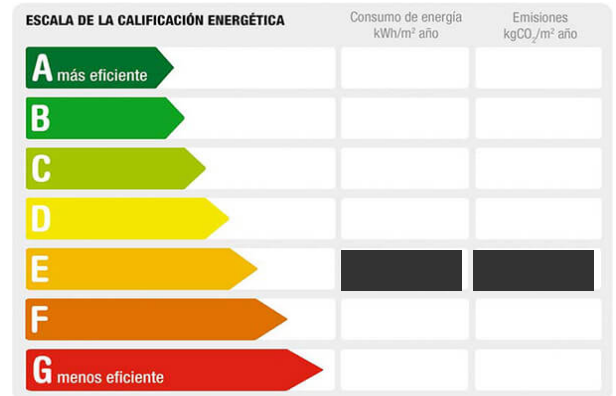 ESCALA DE LA CALIFICACIÓN ENERGÉTICA
Consumo de energía
kWh/m² año
Emisiones
kgCO₂/m² año
A más eficiente
B
C
D
E
F
G menos eficiente